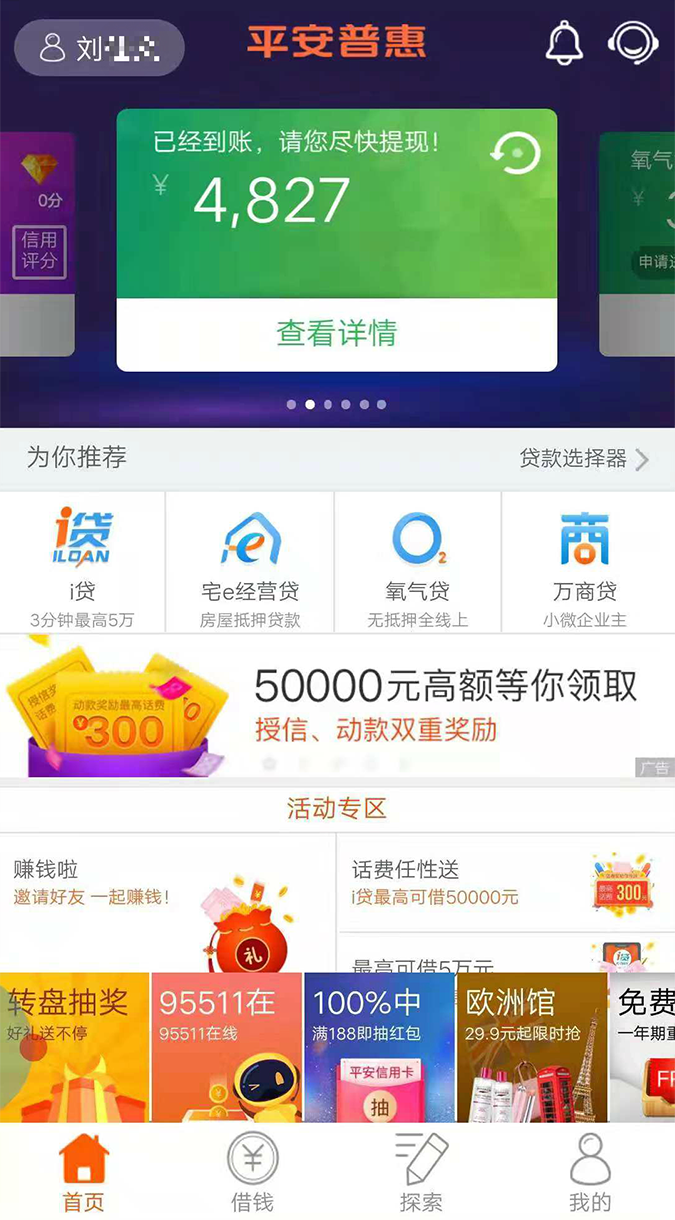 刘
平安普惠
0分
信用
评分
已经到账，请您尽快提现！
¥
4,827
查看详情
氧气
¥
申请
为你推荐
贷款选择器
i贷
ILOAN
i贷
3分钟最高5万
宅e经营贷
房屋抵押贷款
O2
氧气贷
无抵押全线上
商
万商贷
小微企业主
授信奖
话费
动款奖励最高话费
¥300
50000元高额等你领取
授信、动款双重奖励
广告
活动专区
赚钱啦
邀请好友 一起赚钱！
礼
话费任性送
i贷最高可借50000元
300元
最高可借5万元
i贷
转盘抽奖
好礼送不停
95511在
95511在线
100%中
满188即抽红包
平安信用卡
抽
欧洲馆
29.9元起限时抢
免费
一年期重
首页
借钱
探索
我的